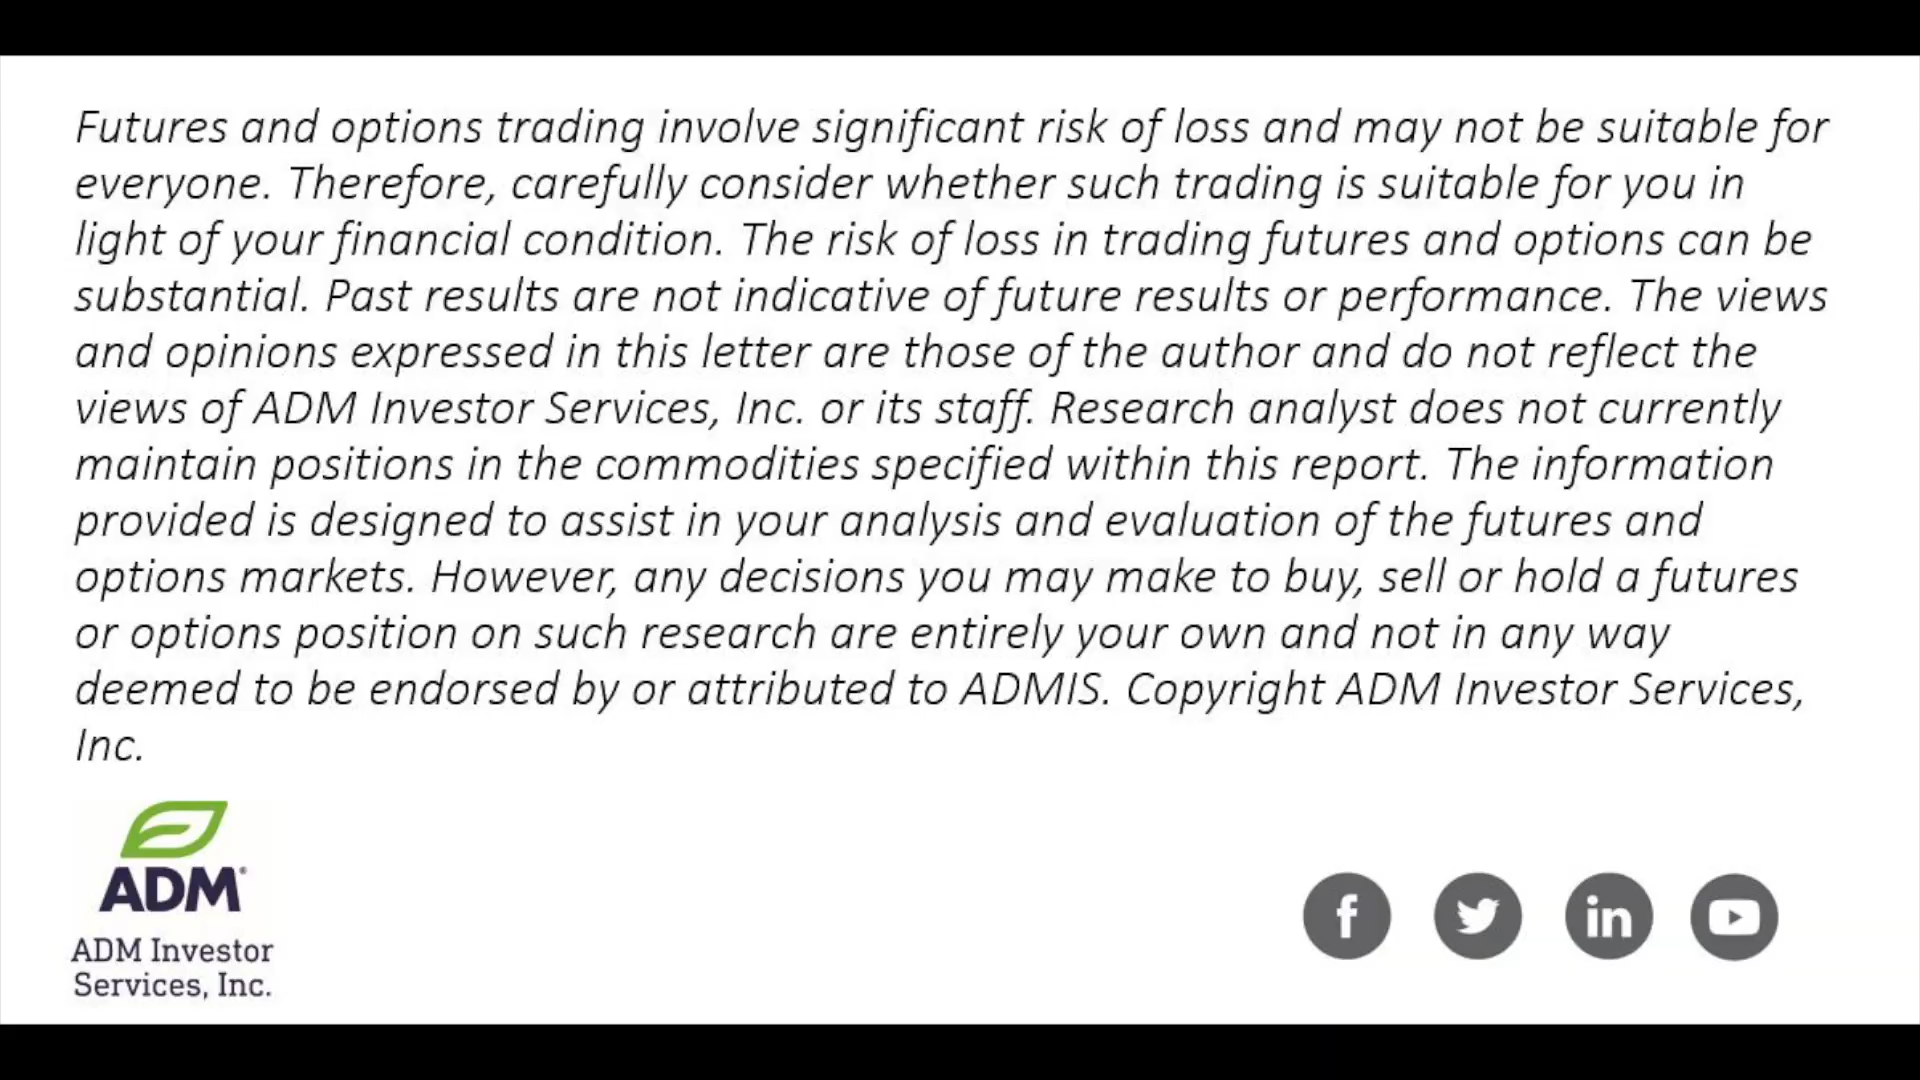 Futures and options trading involve significant risk of loss and may not be suitable for
everyone. Therefore, carefully consider whether such trading is suitable for you in
light of your financial condition. The risk of loss in trading futures and options can be
substantial. Past results are not indicative of future results or performance. The views
and opinions expressed in this letter are those of the author and do not reflect the
views of ADM Investor Services, Inc. or its staff. Research analyst does not currently
maintain positions in the commodities specified within this report. The information
provided is designed to assist in your analysis and evaluation of the futures and
options markets. However, any decisions you may make to buy, sell or hold a futures
or options position on such research are entirely your own and not in any way
deemed to be endorsed by or attributed to ADMIS. Copyright ADM Investor Services,
Inc.
ADM®
ADM Investor
Services, Inc.
f
in